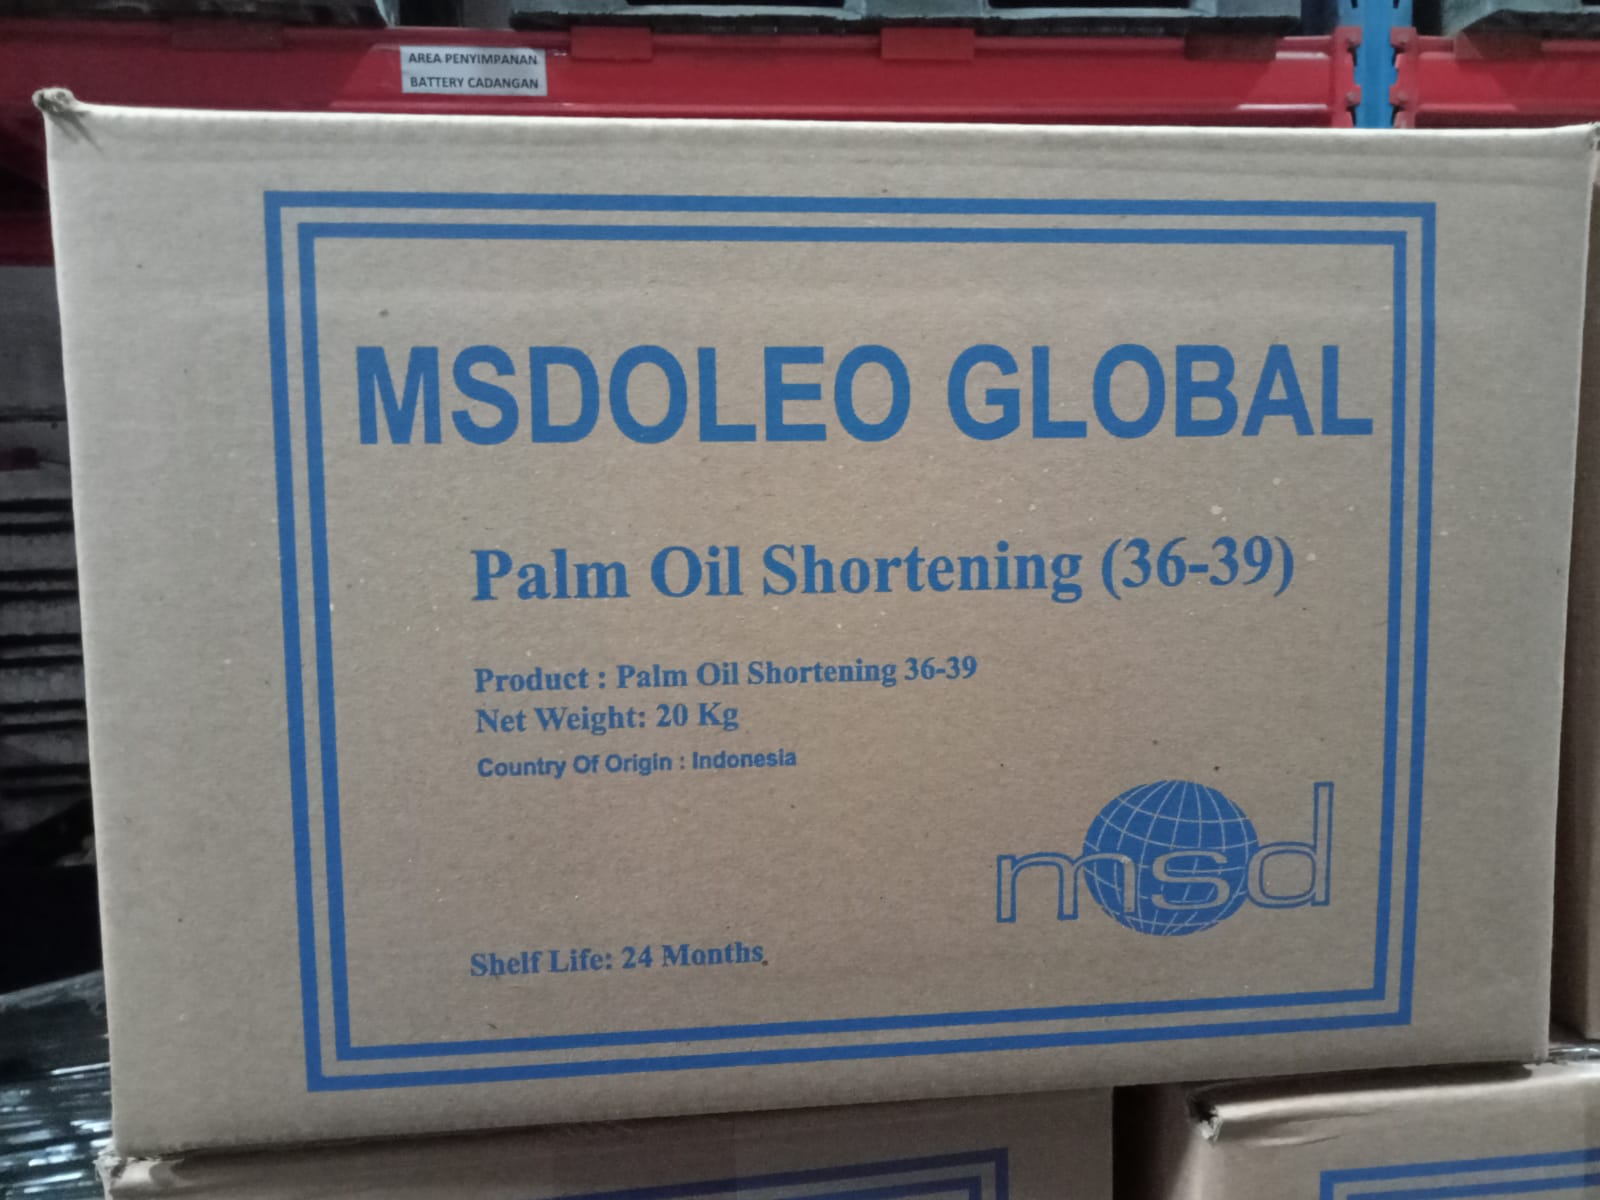 AREA PENYIMPANAN
BATTERY CADANGAN
MSDOLEO GLOBAL
Palm Oil Shortening (36-39)
Product : Palm Oil Shortening 36-39
Net Weight: 20 Kg
Country Of Origin : Indonesia
msd
Shelf Life: 24 Months.